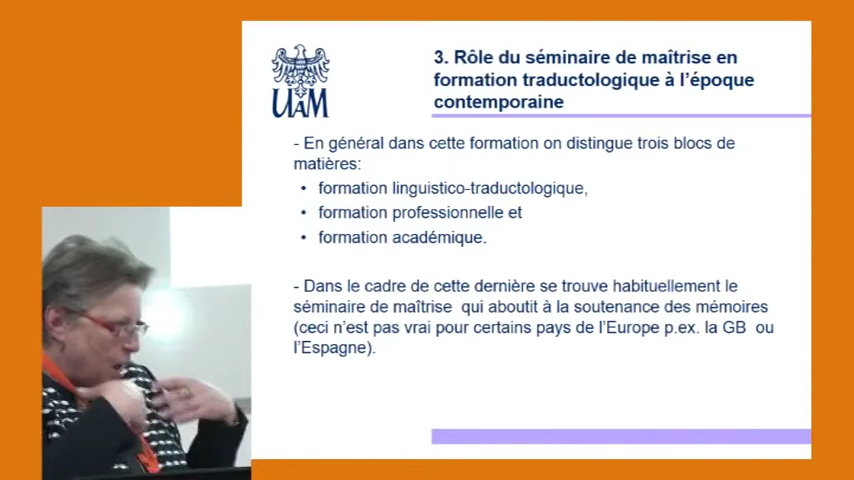 UAM
3. Rôle du séminaire de maîtrise en
formation traductologique à l'époque
contemporaine
- En général dans cette formation on distingue trois blocs de
matières:
• formation linguistico-traductologique,
• formation professionnelle et
• formation académique.
- Dans le cadre de cette dernière se trouve habituellement le
séminaire de maîtrise qui aboutit à la soutenance des mémoires
(ceci n'est pas vrai pour certains pays de l'Europe p.ex. la GB ou
l'Espagne).